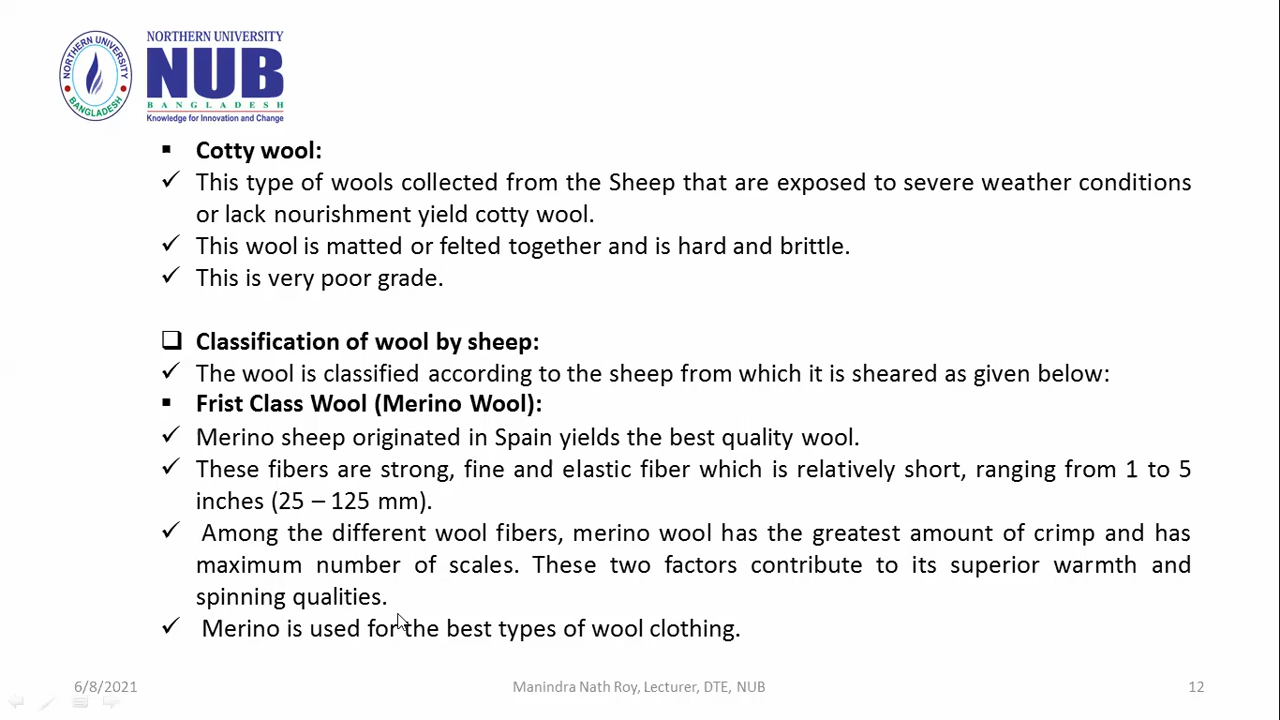 NORTHERN UNIVERSITY
BANGLADESH
NORTHERN UNIVERSITY
NUB
BANGLADESH
Knowledge for Innovation and Change
▪ Cotty wool:
✓ This type of wools collected from the Sheep that are exposed to severe weather conditions
or lack nourishment yield cotty wool.
✓ This wool is matted or felted together and is hard and brittle.
✓ This is very poor grade.
❑ Classification of wool by sheep:
✓ The wool is classified according to the sheep from which it is sheared as given below:
▪ Frist Class Wool (Merino Wool):
✓ Merino sheep originated in Spain yields the best quality wool.
✓ These fibers are strong, fine and elastic fiber which is relatively short, ranging from 1 to 5
inches (25 – 125 mm).
✓ Among the different wool fibers, merino wool has the greatest amount of crimp and has
maximum number of scales. These two factors contribute to its superior warmth and
spinning qualities.
✓ Merino is used for the best types of wool clothing.
6/8/2021
Manindra Nath Roy, Lecturer, DTE, NUB
12